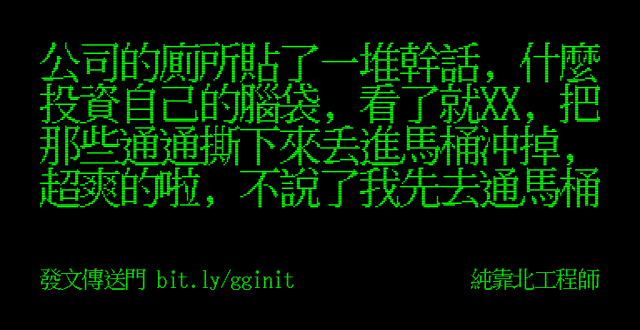 公司的廁所貼了一堆幹話，什麼
投資自己的腦袋，看了就XX，把
那些通通撕下來丟進馬桶沖掉，
超爽的啦，不說了我先去通馬桶
發文傳送門 bit.ly/gginit
純靠北工程師